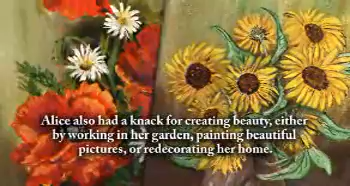 Alice also had a knack for creating beauty, either
by working in her garden, painting beautiful
pictures, or redecorating her home.